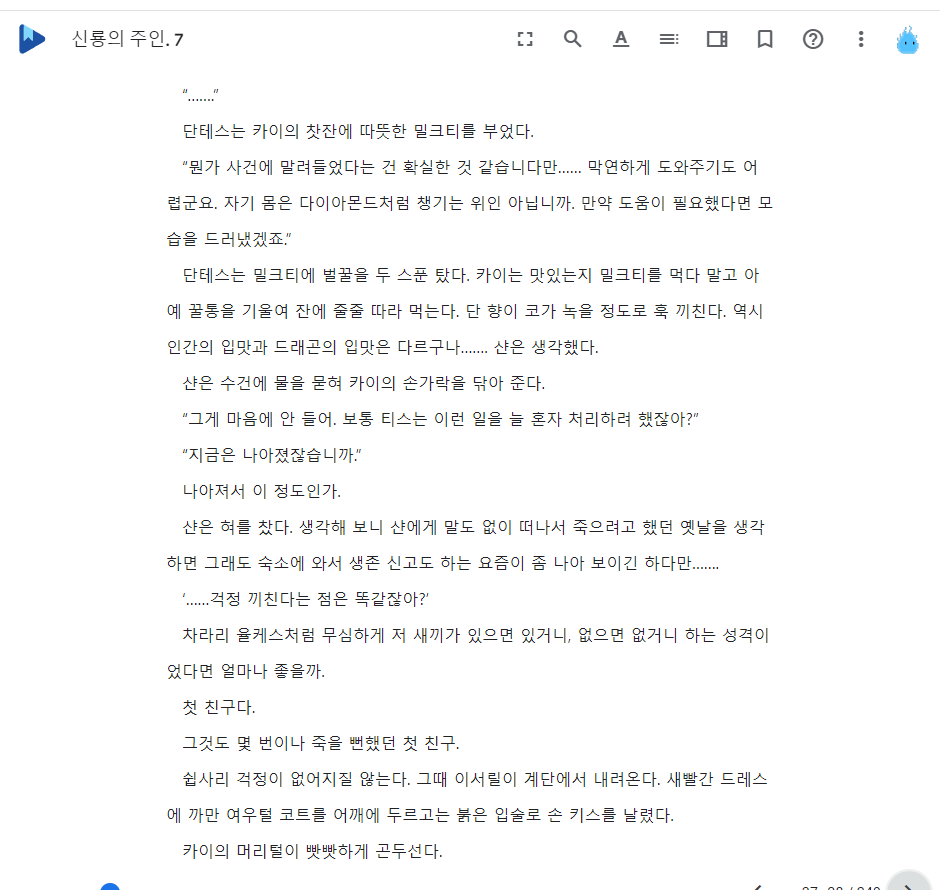 신룡의 주인. 7
“…….”
단테스는 카이의 찻잔에 따뜻한 밀크티를 부었다.
“뭔가 사건에 말려들었다는 건 확실한 것 같습니다만…… 막연하게 도와주기도 어
렵군요. 자기 몸은 다이아몬드처럼 챙기는 위인 아닙니까. 만약 도움이 필요했다면 모
습을 드러냈겠죠.”
단테스는 밀크티에 벌꿀을 두 스푼 탔다. 카이는 맛있는지 밀크티를 먹다 말고 아
예 꿀통을 기울여 잔에 줄줄 따라 먹는다. 단 향이 코가 녹을 정도로 훅 끼친다. 역시
인간의 입맛과 드래곤의 입맛은 다르구나……. 샨은 생각했다.
샨은 수건에 물을 묻혀 카이의 손가락을 닦아 준다.
“그게 마음에 안 들어. 보통 티스는 이런 일을 늘 혼자 처리하려 했잖아?”
“지금은 나아졌잖습니까.”
나아져서 이 정도인가.
샨은 혀를 찼다. 생각해 보니 샨에게 말도 없이 떠나서 죽으려고 했던 옛날을 생각
하면 그래도 숙소에 와서 생존 신고도 하는 요즘이 좀 나아 보이긴 하다만…….
‘……걱정 끼친다는 점은 똑같잖아?’
차라리 율케스처럼 무심하게 저 새끼가 있으면 있거니, 없으면 없거니 하는 성격이
었다면 얼마나 좋을까.
첫 친구다.
그것도 몇 번이나 죽을 뻔했던 첫 친구.
쉽사리 걱정이 없어지질 않는다. 그때 이서릴이 계단에서 내려온다. 새빨간 드레스
에 까만 여우털 코트를 어깨에 두르고는 붉은 입술로 손 키스를 날렸다.
카이의 머리털이 빳빳하게 곤두선다.